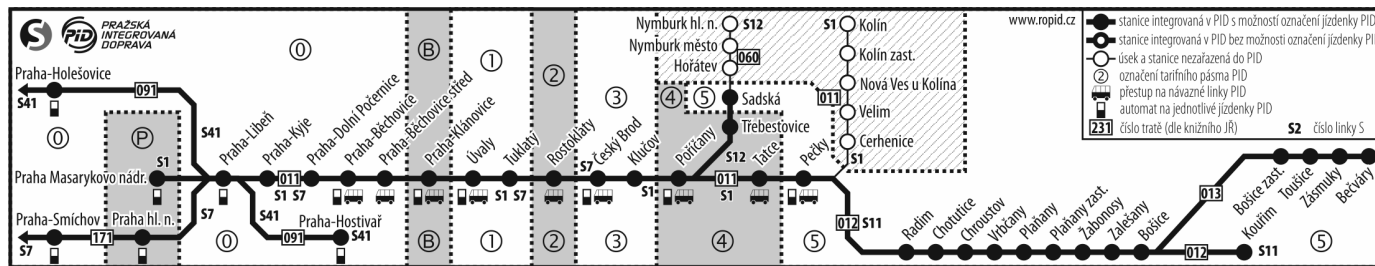 S PID PRAŽSKÁ
INTEGROVANÁ
DOPRAVA
0
B
1
2
3
4
5
Nymburk hl. n.
S12
Nymburk město
060
Hořátev
Sadská
Třebestovice
S12
S1
Kolín
Kolín zast.
Nová Ves u Kolína
011
Velim
Cerhenice
S1
www.ropid.cz
stanice integrovaná v PID s možností označení jízdenky PID
stanice integrovaná v PID bez možnosti označení jízdenky PI
úsek a stanice nezařazená do PID
2 označení tarifního pásma PID
přestup na návazné linky PID
automat na jednotlivé jízdenky PID
231 číslo tratě (dle knižního JŘ)
S2 číslo linky S
Praha-Holešovice
S41
091
S41
0
P
S1
Praha Masarykovo nádr.
Praha-Libeň
Praha-Kyje
011
S1 S7
Praha-Dolní Počernice
Praha-Běchovice
Praha-Běchovice střed
Praha-Klánovice
Úvaly
Tuklaty
S1 S7
Rostoklaty
S7
Český Brod
Klučov
S1
Poříčany
011
S1
Tatce
Pečky
Praha-Smíchov
S7
171
Praha hl. n.
S7
S41
0
091
Praha-Hostivař
S41
B
1
2
3
4
5
012
S11
Radim
Chotutice
Chroustov
Vrbčany
Plaňany
Plaňany zast.
Žabonosy
Zalešany
Bošice
013
Bošice zast.
Toušice
Zásmuky
Bečváry
012
Kouřim
S11
5